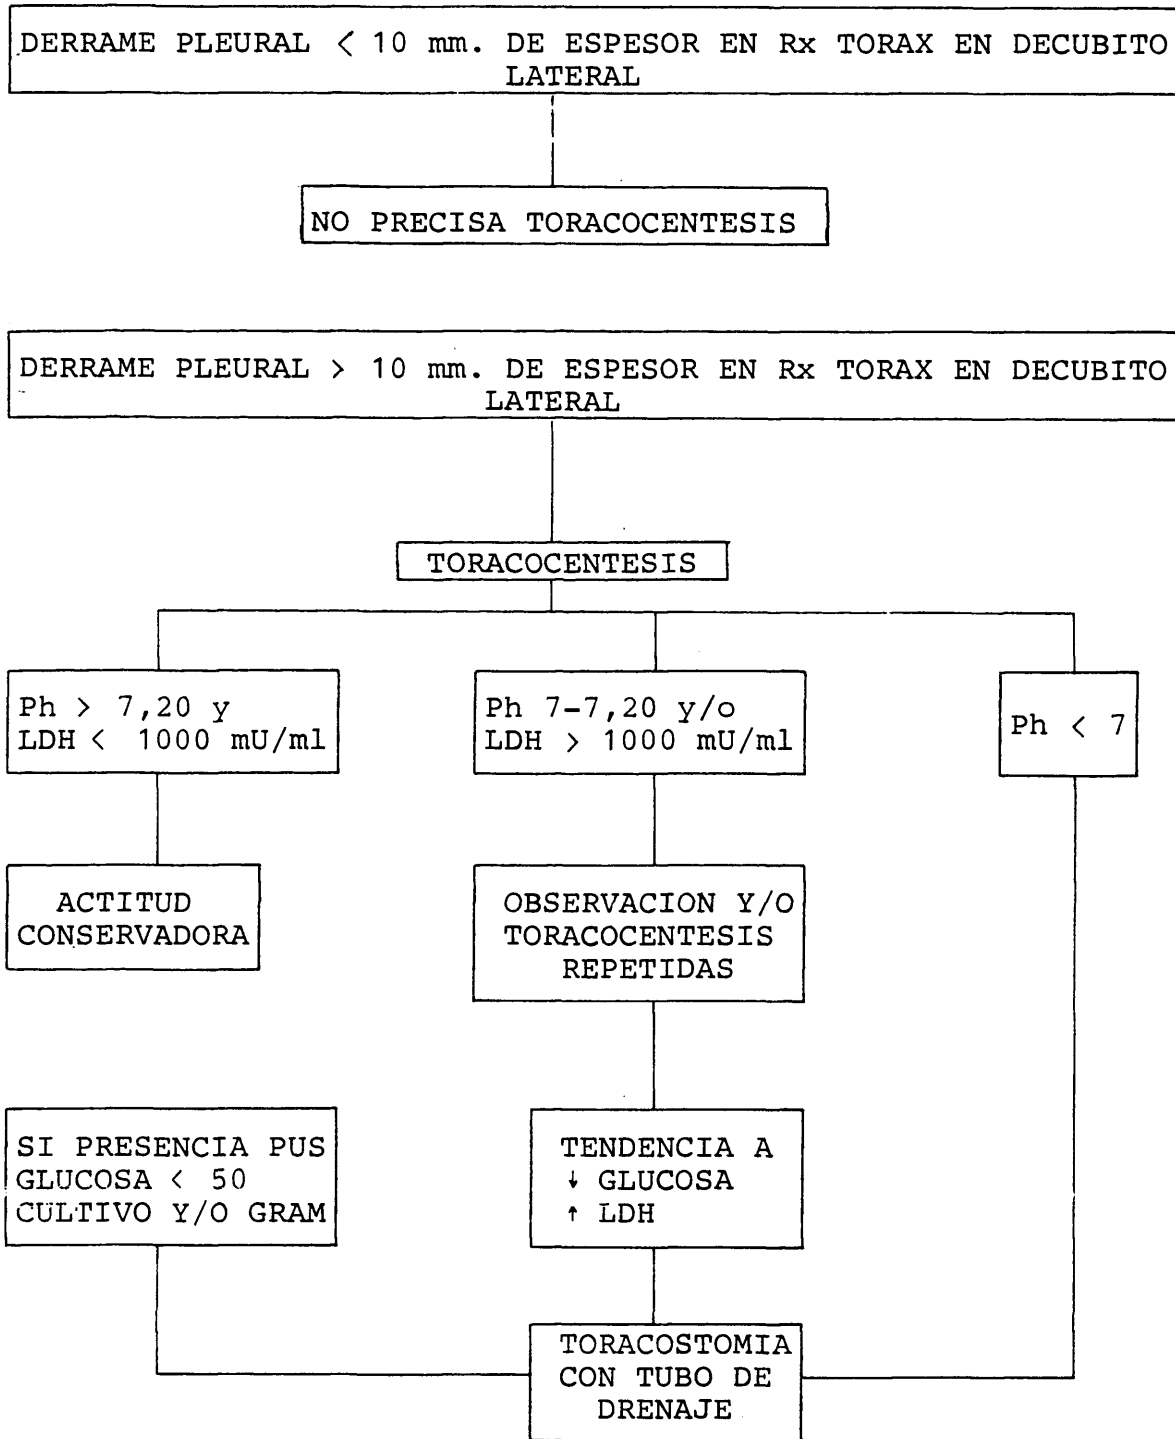 DERRAME PLEURAL < 10 mm. DE ESPESOR EN Rx TORAX EN DECUBITO
LATERAL
NO PRECISA TORACOCENTESIS
DERRAME PLEURAL > 10 mm. DE ESPESOR EN Rx TORAX EN DECUBITO
LATERAL
TORACOCENTESIS
Ph > 7,20 y
LDH < 1000 mU/ml
Ph 7-7,20 y/o
LDH > 1000 mU/ml
Ph < 7
ACTITUD
CONSERVADORA
OBSERVACION Y/O
TORACOCENTESIS
REPETIDAS
SI PRESENCIA PUS
GLUCOSA < 50
CULTIVO Y/O GRAM
TENDENCIA A
↓ GLUCOSA
↑ LDH
TORACOSTOMIA
CON TUBO DE
DRENAJE